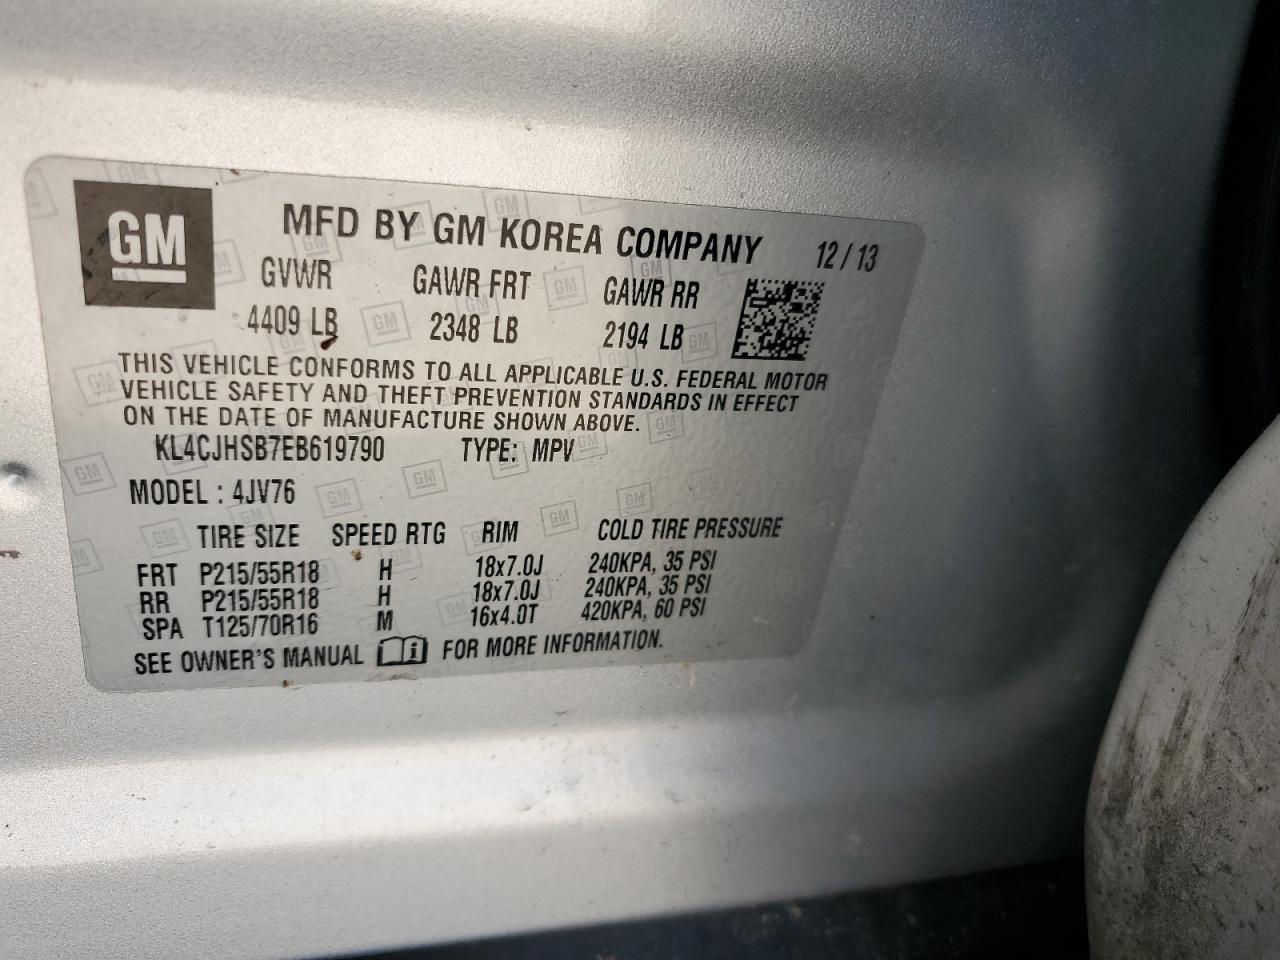 GM
MFD BY GM KOREA COMPANY 12/13
GVWR GAWR FRT GAWR RR
4409 LB 2348 LB 2194 LB
THIS VEHICLE CONFORMS TO ALL APPLICABLE U.S. FEDERAL MOTOR
VEHICLE SAFETY AND THEFT PREVENTION STANDARDS IN EFFECT
ON THE DATE OF MANUFACTURE SHOWN ABOVE.
KL4CJHSB7EB619790 TYPE: MPV
MODEL : 4JV76
TIRE SIZE SPEED RTG RIM COLD TIRE PRESSURE
FRT P215/55R18 H 18x7.0J 240KPA, 35 PSI
RR P215/55R18 H 18x7.0J 240KPA, 35 PSI
SPA T125/70R16 M 16x4.0T 420KPA, 60 PSI
SEE OWNER'S MANUAL i FOR MORE INFORMATION.